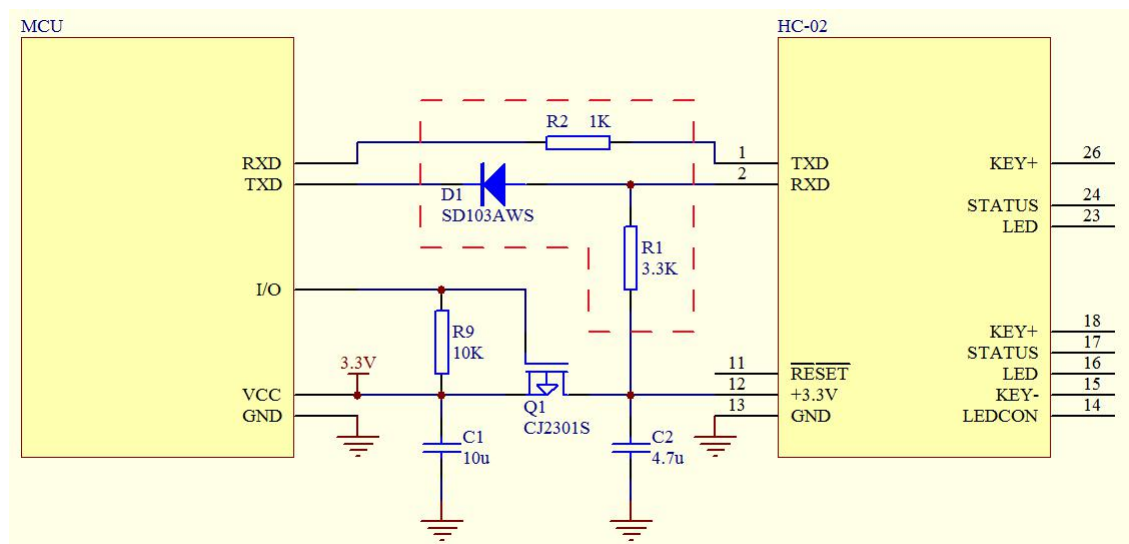 MCU
HC-02
R2 1K
RXD
1
TXD
KEY+
26
TXD
2
RXD
D1
SD103AWS
STATUS
24
LED
23
R1
3.3K
I/O
R9
10K
KEY+
18
STATUS
17
3.3V
11
RESET
LED
16
VCC
12
+3.3V
KEY-
15
GND
13
GND
LEDCON
14
Q1
CJ2301S
C1
10u
C2
4.7u